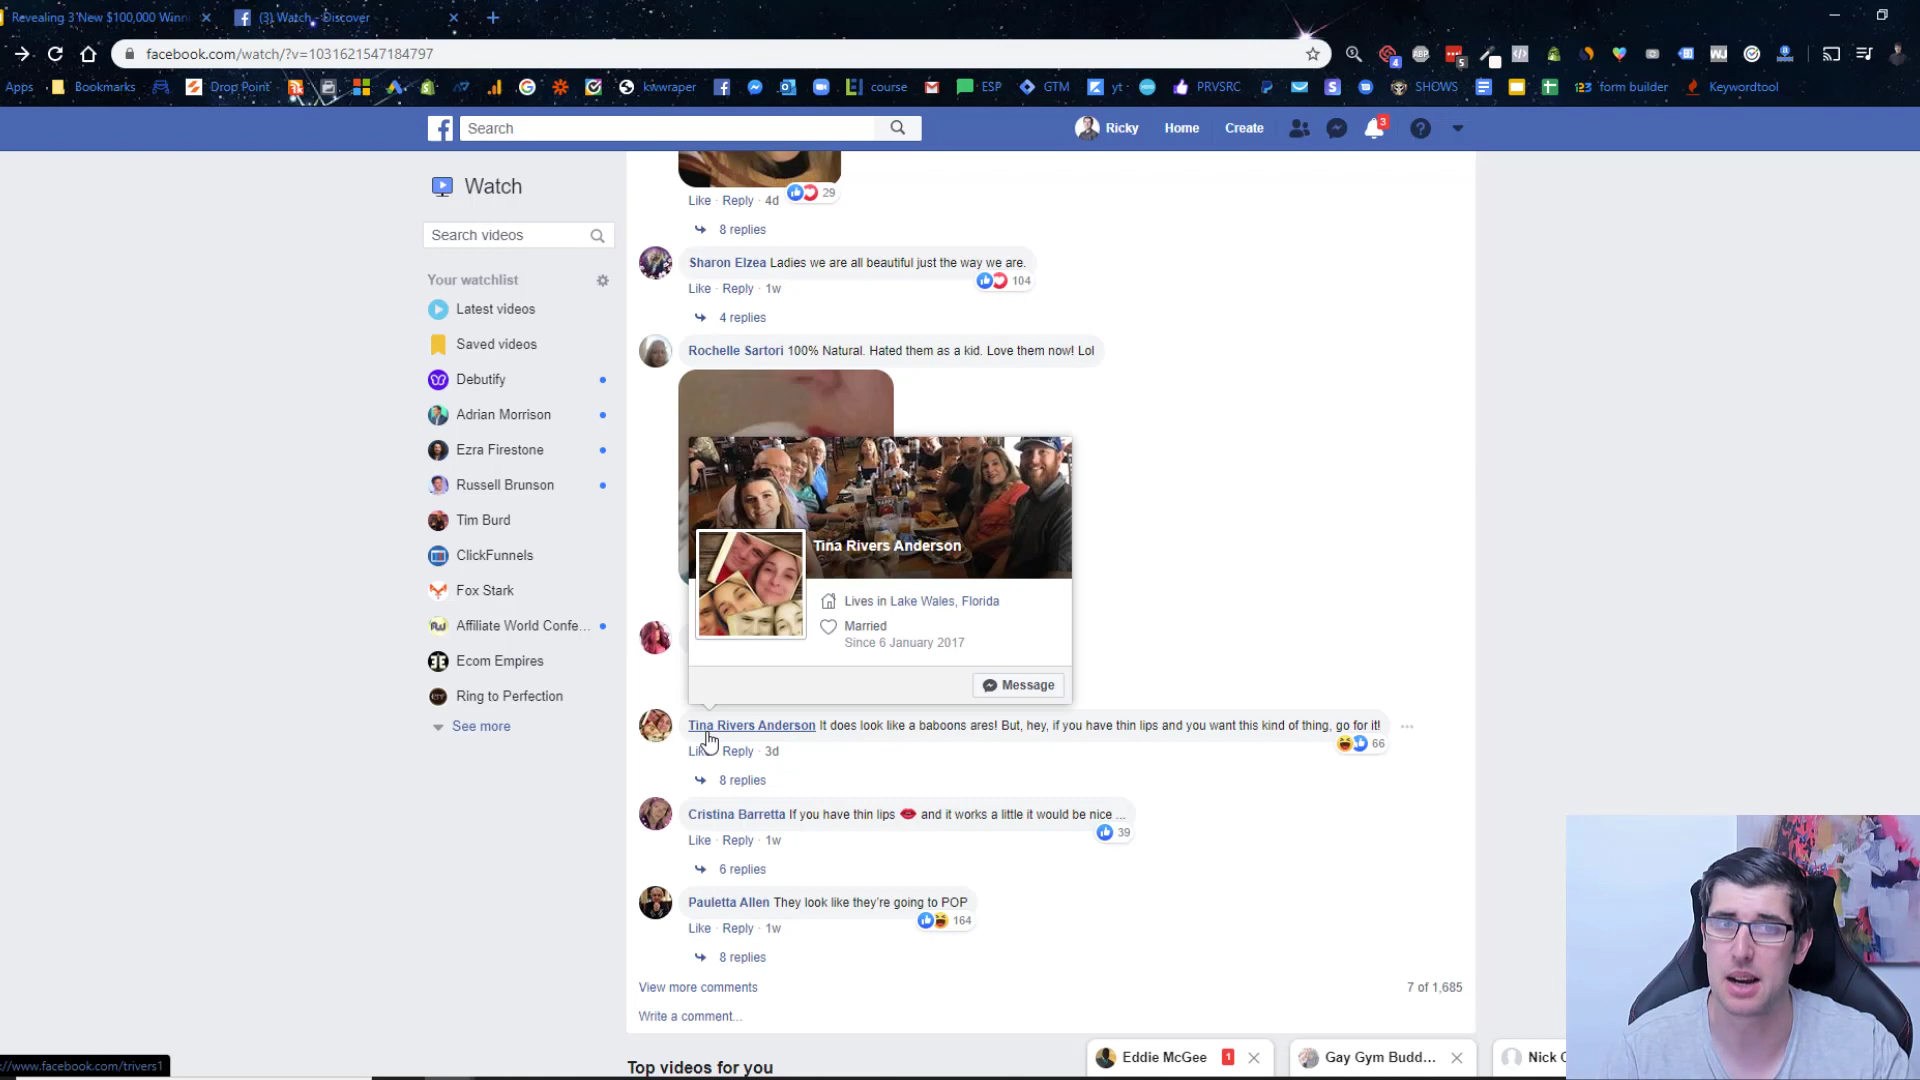 Revealing 3 New $100,000 Winni
(3) Watch - Discover
facebook.com/watch/?v=1031621547184797
4
ABP
5
Apps
Bookmarks
Drop Point
kwwraper
course
ESP
GTM
yt
PRVSRC
SHOWS
123 form builder
Keywordtool
Search
Ricky
Home
Create
3
Watch
Search videos
Your watchlist
Latest videos
Saved videos
Debutify
Adrian Morrison
Ezra Firestone
Russell Brunson
Tim Burd
ClickFunnels
Fox Stark
Affiliate World Confe...
Ecom Empires
Ring to Perfection
See more
Like · Reply · 4d
29
8 replies
Sharon Elzea Ladies we are all beautiful just the way we are.
104
Like · Reply · 1w
4 replies
Rochelle Sartori 100% Natural. Hated them as a kid. Love them now! Lol
Tina Rivers Anderson
Lives in Lake Wales, Florida
Married
Since 6 January 2017
Message
Tina Rivers Anderson It does look like a baboons ares! But, hey, if you have thin lips and you want this kind of thing, go for it!
66
Like · Reply · 3d
8 replies
Cristina Barretta If you have thin lips 👄 and it works a little it would be nice ...
39
Like · Reply · 1w
6 replies
Pauletta Allen They look like they're going to POP
164
Like · Reply · 1w
8 replies
View more comments
7 of 1,685
Write a comment...
Top videos for you
Eddie McGee
1
Gay Gym Budd...
Nick
//www.facebook.com/trivers1